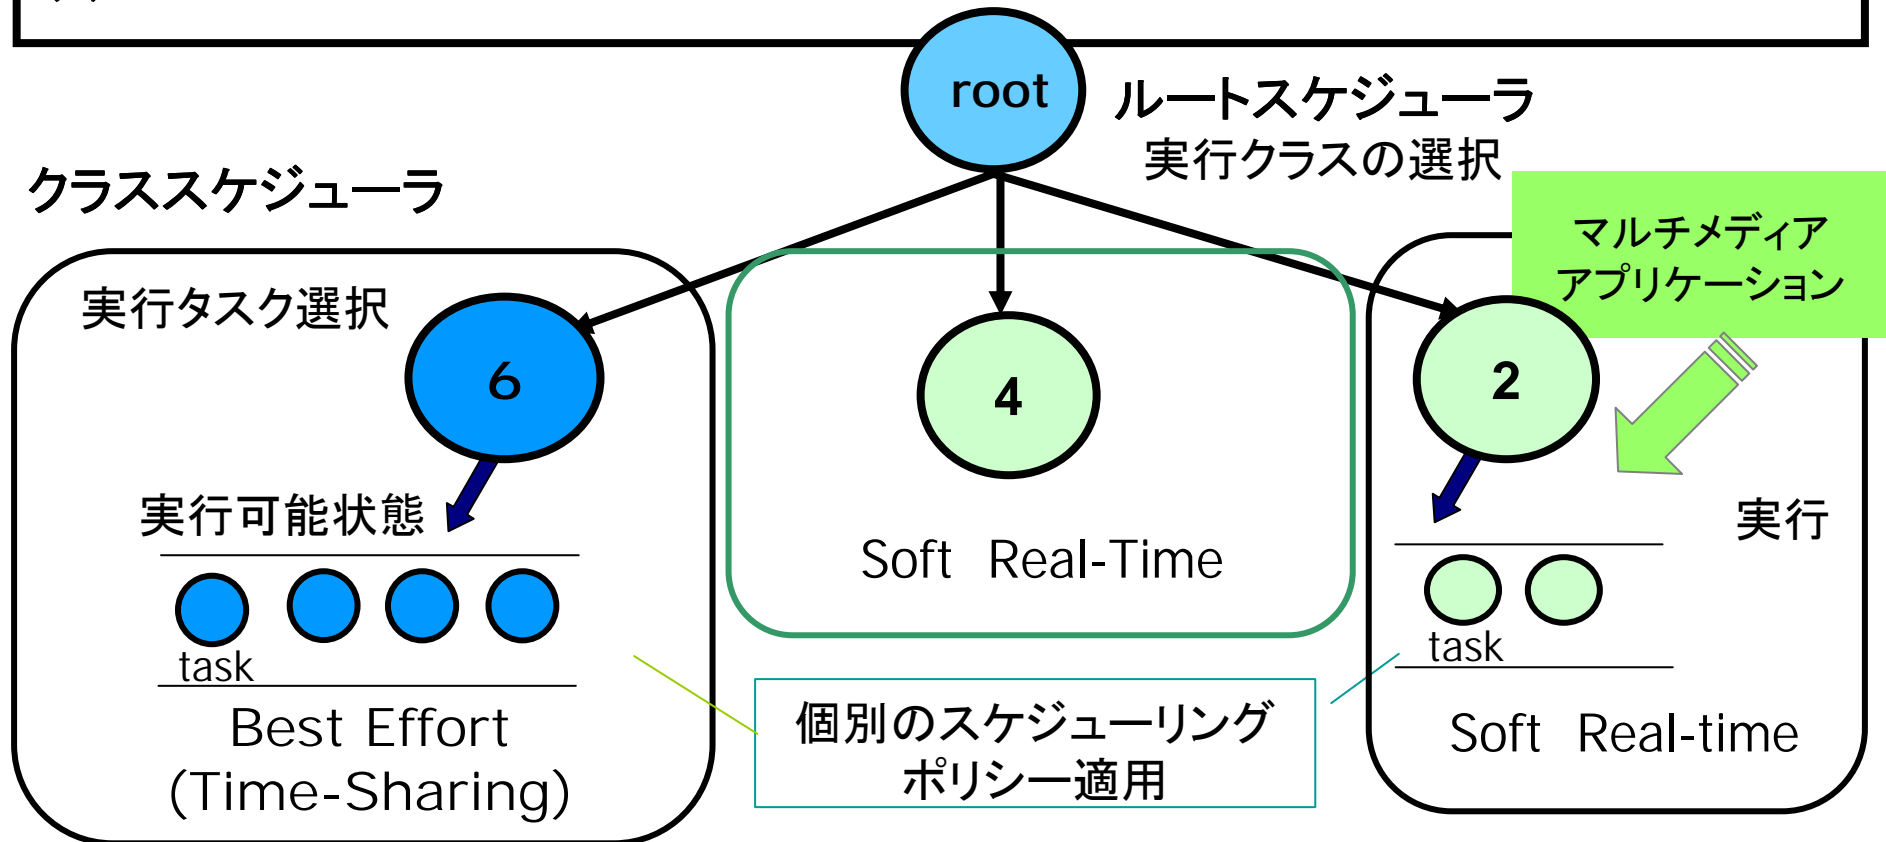 root
ルートスケジューラ
実行クラスの選択
クラススケジューラ
マルチメディア
アプリケーション
実行タスク選択
6
4
2
実行可能状態
実行
Soft Real-Time
task
task
Best Effort
(Time-Sharing)
個別のスケジューリング
ポリシー適用
Soft Real-time